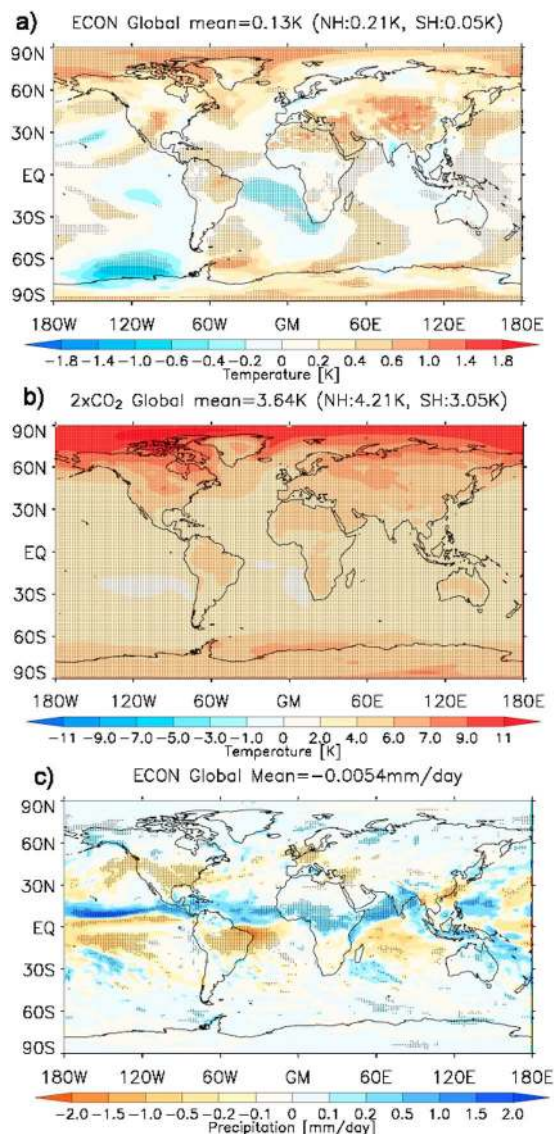 a) ECON Global mean=0.13K (NH:0.21K, SH:0.05K)
90N
60N
30N
EQ
30S
60S
90S
180W 120W 60W GM 60E 120E 180E
-1.8 -1.4 -1.0 -0.6 -0.4 -0.2 0 0.2 0.4 0.6 1.0 1.4 1.8
Temperature [K]
b) 2xCO₂ Global mean=3.64K (NH:4.21K, SH:3.05K)
90N
60N
30N
EQ
30S
60S
90S
180W 120W 60W GM 60E 120E 180E
-11 -9.0 -7.0 -5.0 -3.0 -1.0 0 2.0 4.0 6.0 7.0 9.0 11
Temperature [K]
c) ECON Global Mean=-0.0054mm/day
90N
60N
30N
EQ
30S
60S
90S
180W 120W 60W GM 60E 120E 180E
-2.0 -1.5 -1.0 -0.5 -0.2 -0.1 0 0.1 0.2 0.5 1.0 1.5 2.0
Precipitation [mm/day]